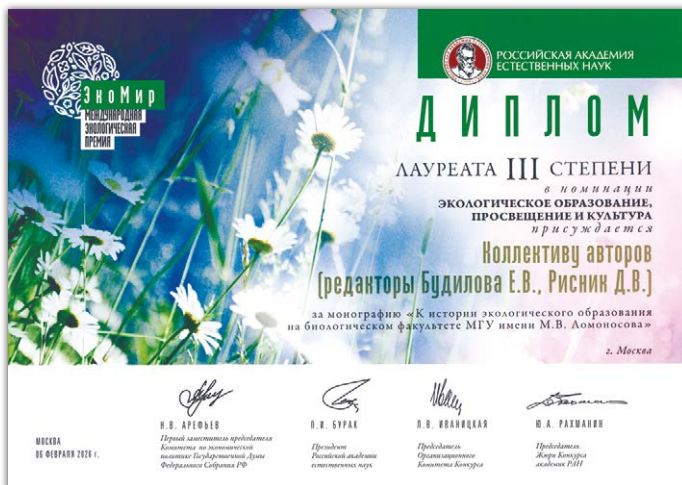 ЭкоМир
МЕЖДУНАРОДНАЯ
ЭКОЛОГИЧЕСКАЯ
ПРЕМИЯ
РОССИЙСКАЯ АКАДЕМИЯ
ЕСТЕСТВЕННЫХ НАУК
ДИПЛОМ
ЛАУРЕАТА III СТЕПЕНИ
в номинации
ЭКОЛОГИЧЕСКОЕ ОБРАЗОВАНИЕ,
ПРОСВЕЩЕНИЕ И КУЛЬТУРА
присуждается
Коллективу авторов
(редакторы Будилова Е.В., Рисник Д.В.)
за монографию «К истории экологического образования
на биологическом факультете МГУ имени М.В. Ломоносова»
г. Москва
Н.В. АРЕФЬЕВ
Первый заместитель председателя
Комитета по экономической
политике Государственной Думы
Федерального Собрания РФ
П.И. БУРАК
Президент
Российской академии
естественных наук
Л.В. ИВАНИЦКАЯ
Председатель
Организационного
Комитета Конкурса
Ю.А. РАХМАНИН
Председатель
Жюри Конкурса
академик РАН
МОСКВА
06 ФЕВРАЛЯ 2026 г.